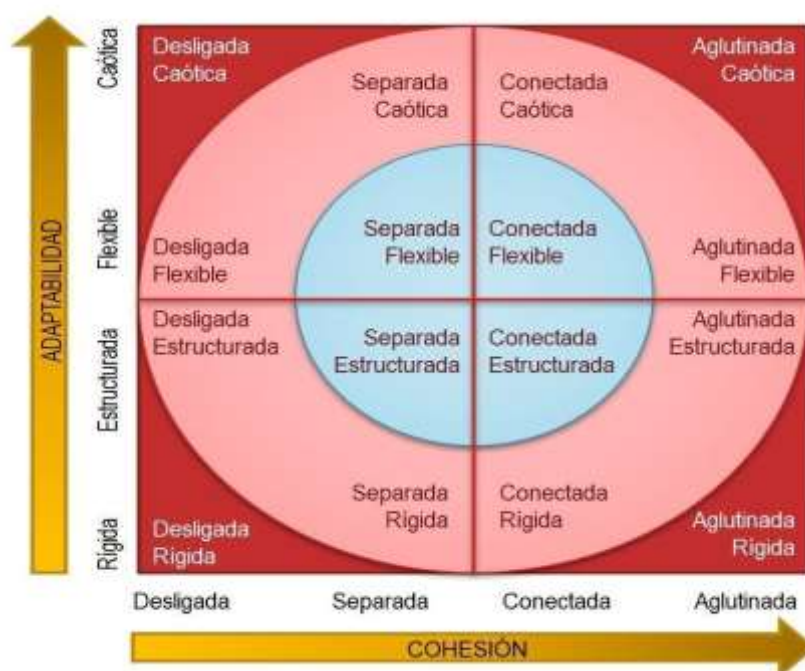 ADAPTABILIDAD
Caótica
Flexible
Estructurada
Rígida
Desligada
Caótica
Separada
Caótica
Conectada
Caótica
Aglutinada
Caótica
Desligada
Flexible
Separada
Flexible
Conectada
Flexible
Aglutinada
Flexible
Desligada
Estructurada
Separada
Estructurada
Conectada
Estructurada
Aglutinada
Estructurada
Desligada
Rígida
Separada
Rígida
Conectada
Rígida
Aglutinada
Rígida
Desligada
Separada
Conectada
Aglutinada
COHESIÓN